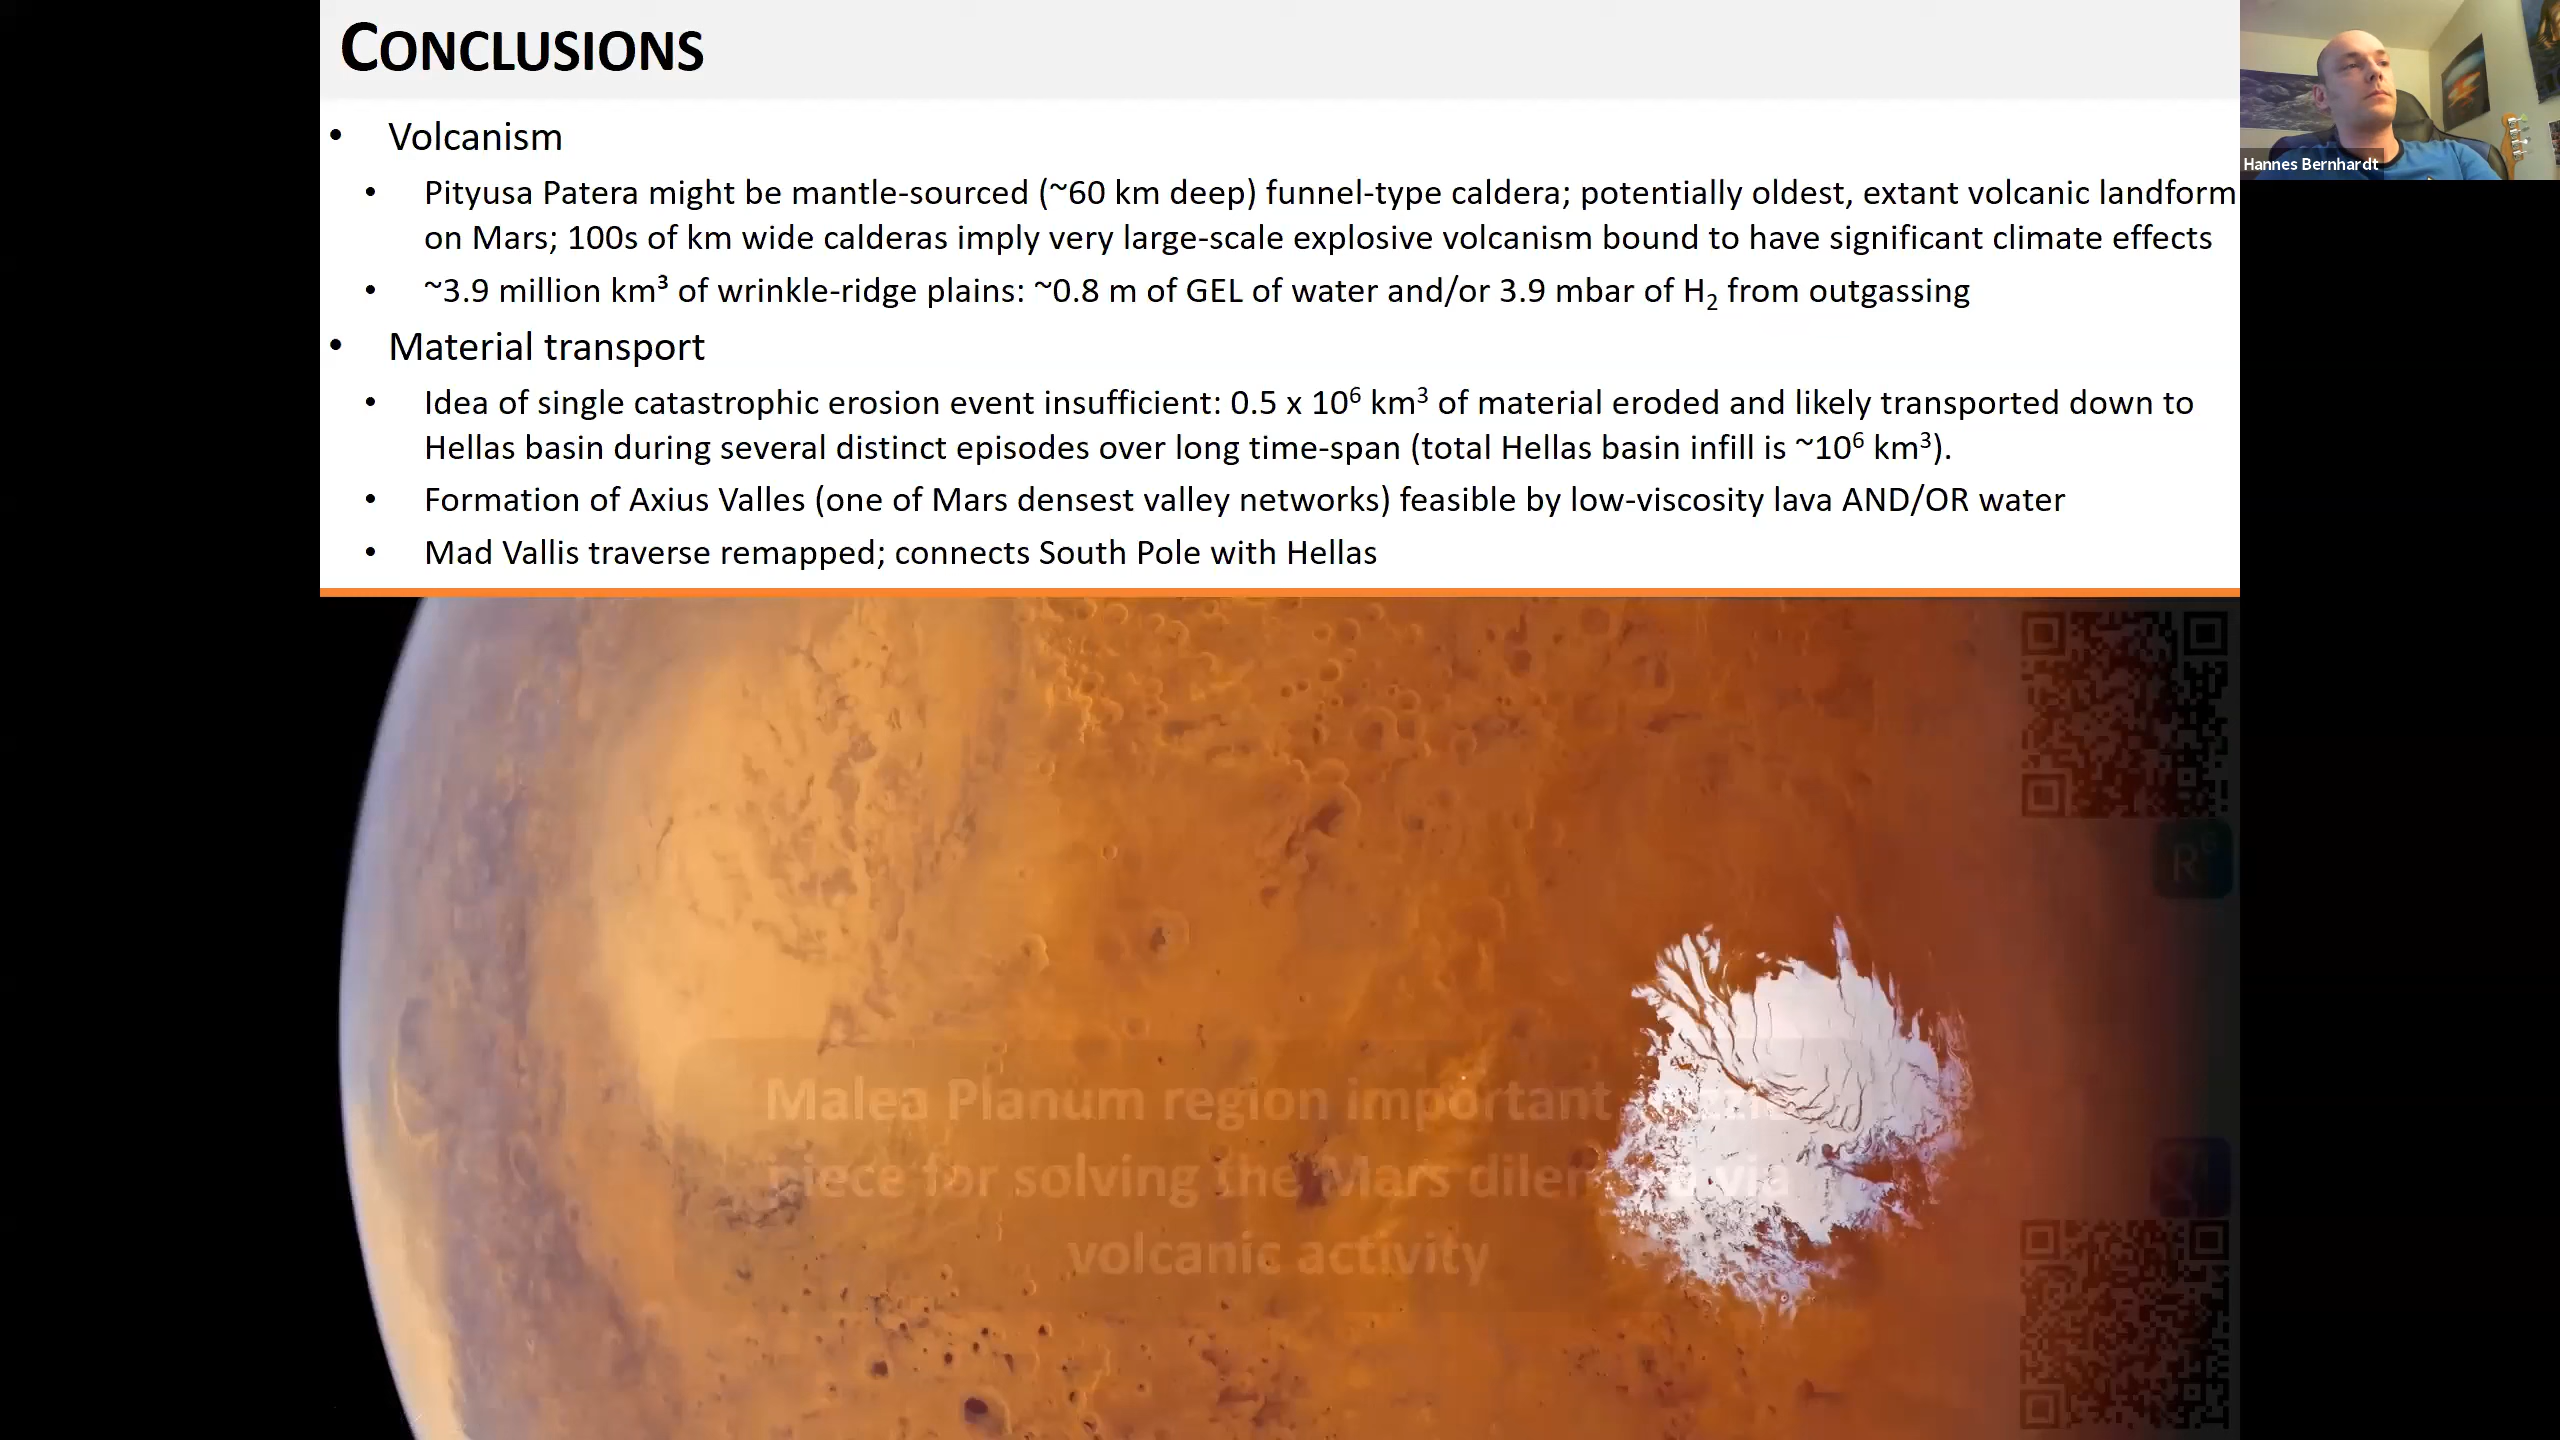 CONCLUSIONS
Hannes Bernhardt
• Volcanism
• Pityusa Patera might be mantle-sourced (~60 km deep) funnel-type caldera; potentially oldest, extant volcanic landform
on Mars; 100s of km wide calderas imply very large-scale explosive volcanism bound to have significant climate effects
• ~3.9 million km³ of wrinkle-ridge plains: ~0.8 m of GEL of water and/or 3.9 mbar of H₂ from outgassing
• Material transport
• Idea of single catastrophic erosion event insufficient: 0.5 x 10⁶ km³ of material eroded and likely transported down to
Hellas basin during several distinct episodes over long time-span (total Hellas basin infill is ~10⁶ km³).
• Formation of Axius Valles (one of Mars densest valley networks) feasible by low-viscosity lava AND/OR water
• Mad Vallis traverse remapped; connects South Pole with Hellas
R⁶
Malea Planum region important
piece for solving the Mars dilemma via
volcanic activity